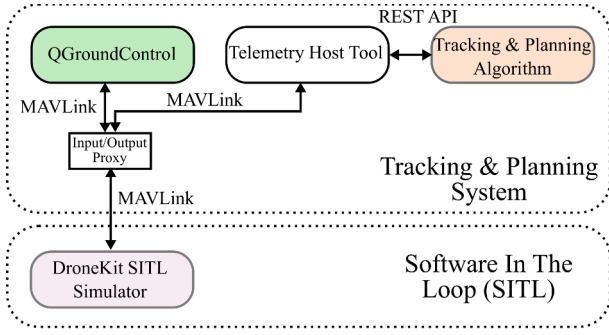 REST API
QGroundControl
Telemetry Host Tool
Tracking & Planning
Algorithm
MAVLink
MAVLink
Input/Output
Proxy
Tracking & Planning
System
MAVLink
DroneKit SITL
Simulator
Software In The
Loop (SITL)